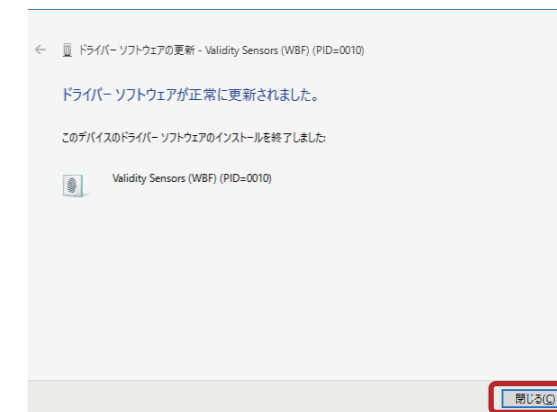 ドライバー ソフトウェアの更新 - Validity Sensors (WBF) (PID=0010)
ドライバー ソフトウェアが正常に更新されました。
このデバイスのドライバー ソフトウェアのインストールを終了しました:
Validity Sensors (WBF) (PID=0010)
閉じる(C